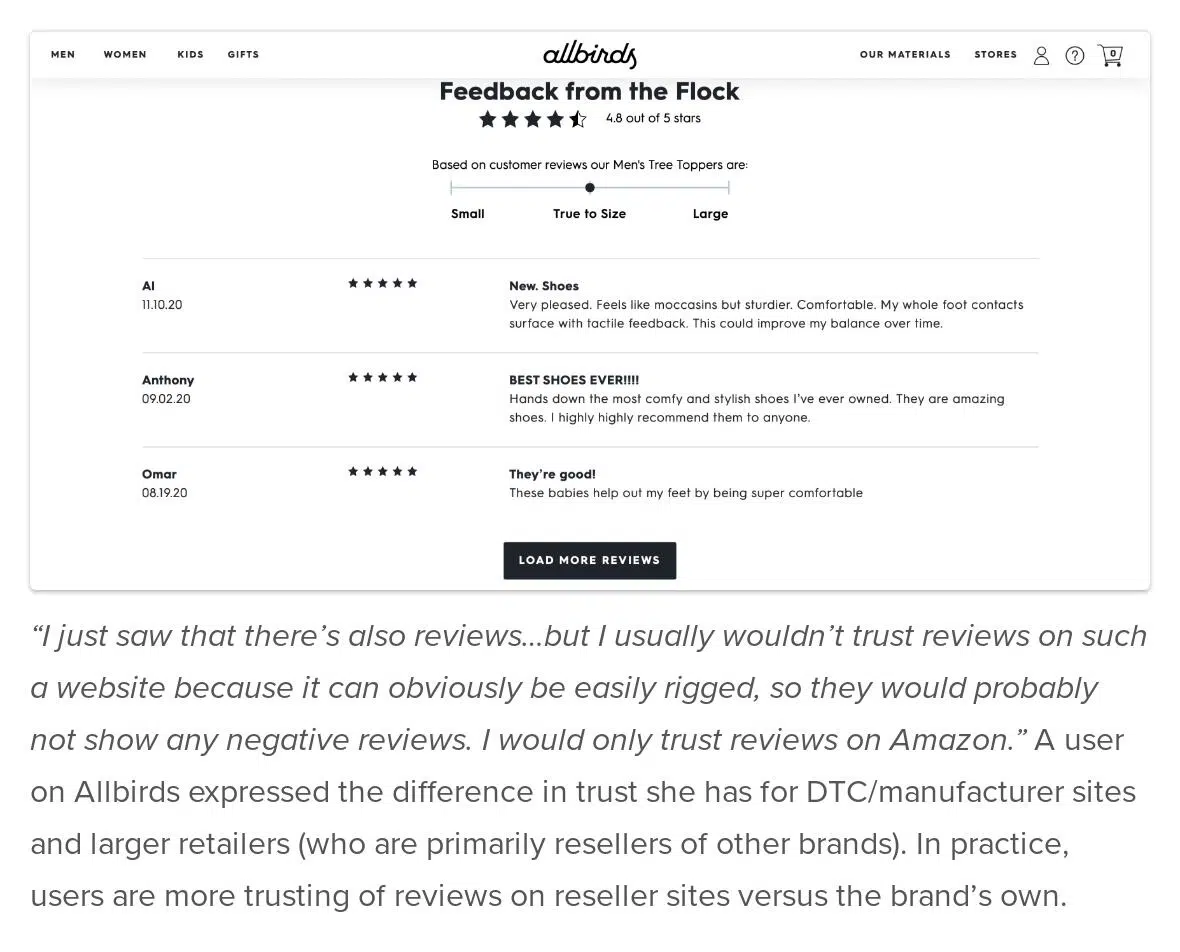 MEN WOMEN KIDS GIFTS allbirds OUR MATERIALS STORES 0
Feedback from the Flock
4.8 out of 5 stars
Based on customer reviews our Men's Tree Toppers are:
Small True to Size Large
Al New. Shoes
11.10.20 Very pleased. Feels like moccasins but sturdier. Comfortable. My whole foot contacts
surface with tactile feedback. This could improve my balance over time.
Anthony BEST SHOES EVER!!!!
09.02.20 Hands down the most comfy and stylish shoes I've ever owned. They are amazing
shoes. I highly highly recommend them to anyone.
Omar They're good!
08.19.20 These babies help out my feet by being super comfortable
LOAD MORE REVIEWS
“I just saw that there’s also reviews…but I usually wouldn’t trust reviews on such
a website because it can obviously be easily rigged, so they would probably
not show any negative reviews. I would only trust reviews on Amazon.” A user
on Allbirds expressed the difference in trust she has for DTC/manufacturer sites
and larger retailers (who are primarily resellers of other brands). In practice,
users are more trusting of reviews on reseller sites versus the brand’s own.